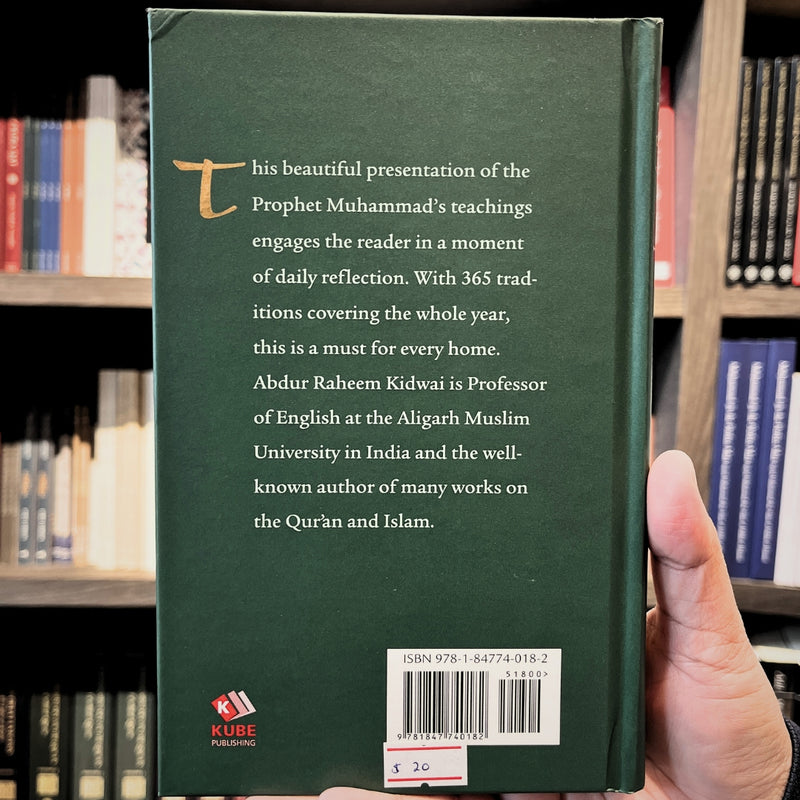 This beautiful presentation of the
Prophet Muhammad’s teachings
engages the reader in a moment
of daily reflection. With 365 trad-
itions covering the whole year,
this is a must for every home.
Abdur Raheem Kidwai is Professor
of English at the Aligarh Muslim
University in India and the well-
known author of many works on
the Qur’an and Islam.
ISBN 978-1-84774-018-2
51800>
9 781847 740182
$ 20
K
KUBE
PUBLISHING